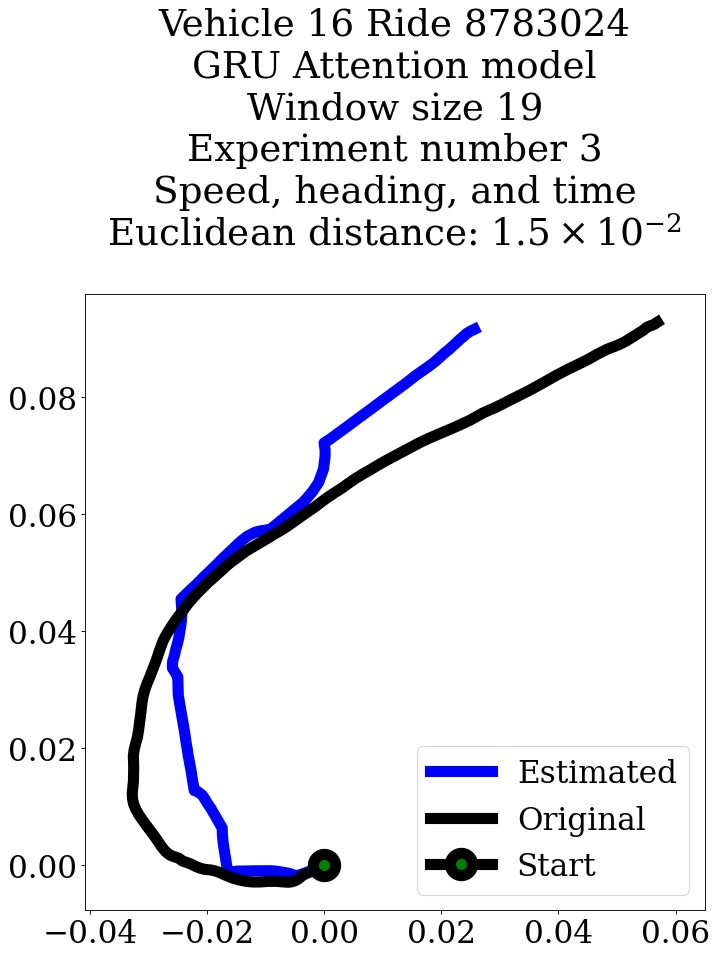 Vehicle 16 Ride 8783024
GRU Attention model
Window size 19
Experiment number 3
Speed, heading, and time
Euclidean distance: 1.5 × 10⁻²
0.08
0.06
0.04
0.02
0.00
Estimated
Original
Start
−0.04 −0.02 0.00 0.02 0.04 0.06